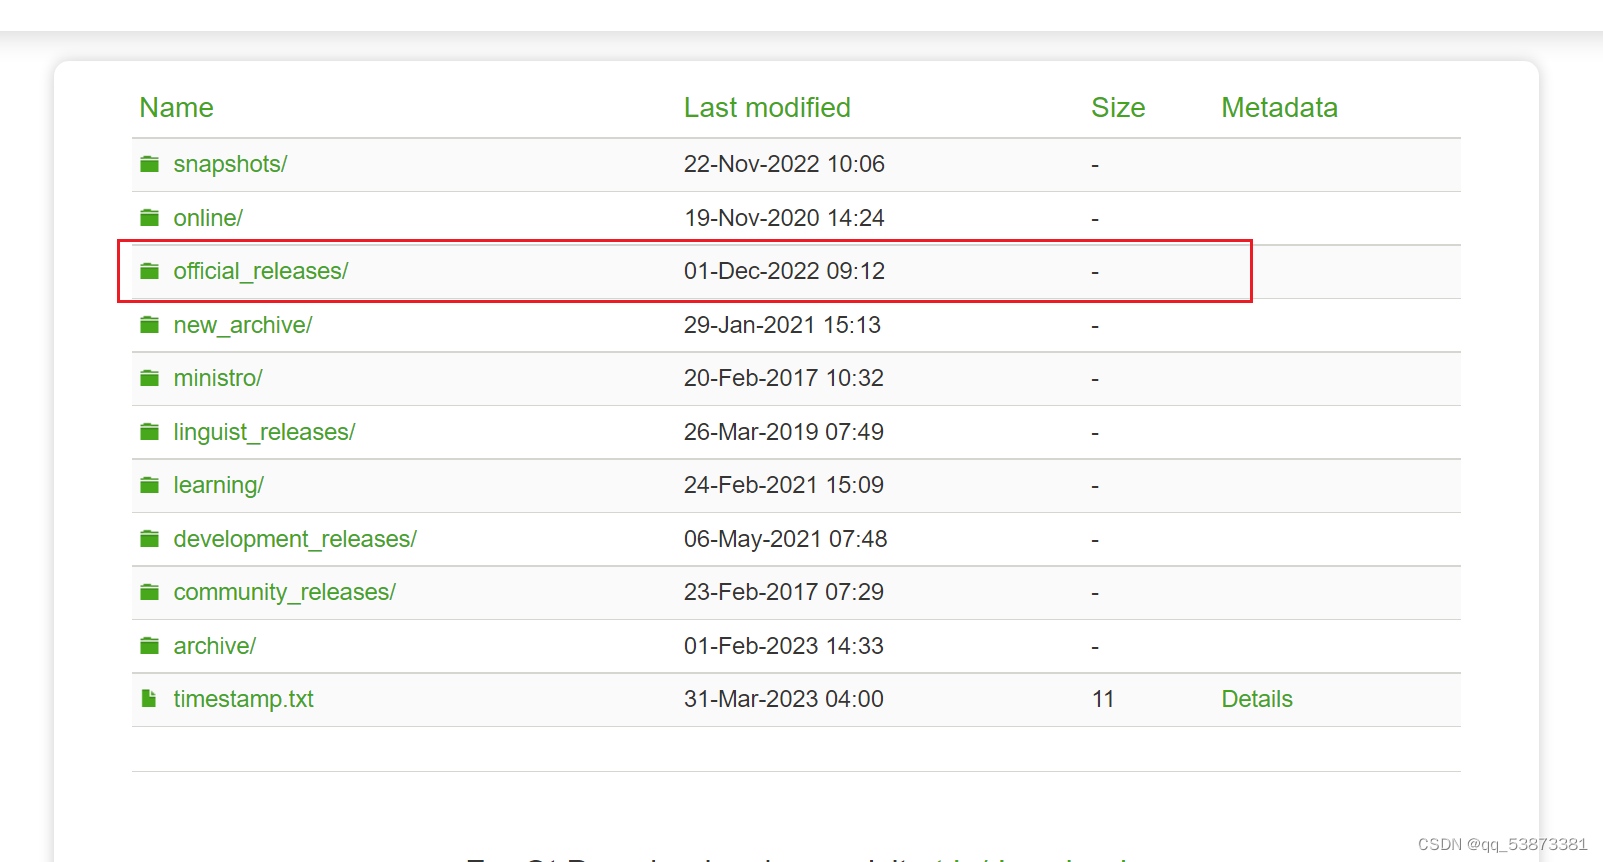 Name Last modified Size Metadata
snapshots/ 22-Nov-2022 10:06 -
online/ 19-Nov-2020 14:24 -
official_releases/ 01-Dec-2022 09:12 -
new_archive/ 29-Jan-2021 15:13 -
ministro/ 20-Feb-2017 10:32 -
linguist_releases/ 26-Mar-2019 07:49 -
learning/ 24-Feb-2021 15:09 -
development_releases/ 06-May-2021 07:48 -
community_releases/ 23-Feb-2017 07:29 -
archive/ 01-Feb-2023 14:33 -
timestamp.txt 31-Mar-2023 04:00 11 Details
CSDN @qq_53873381